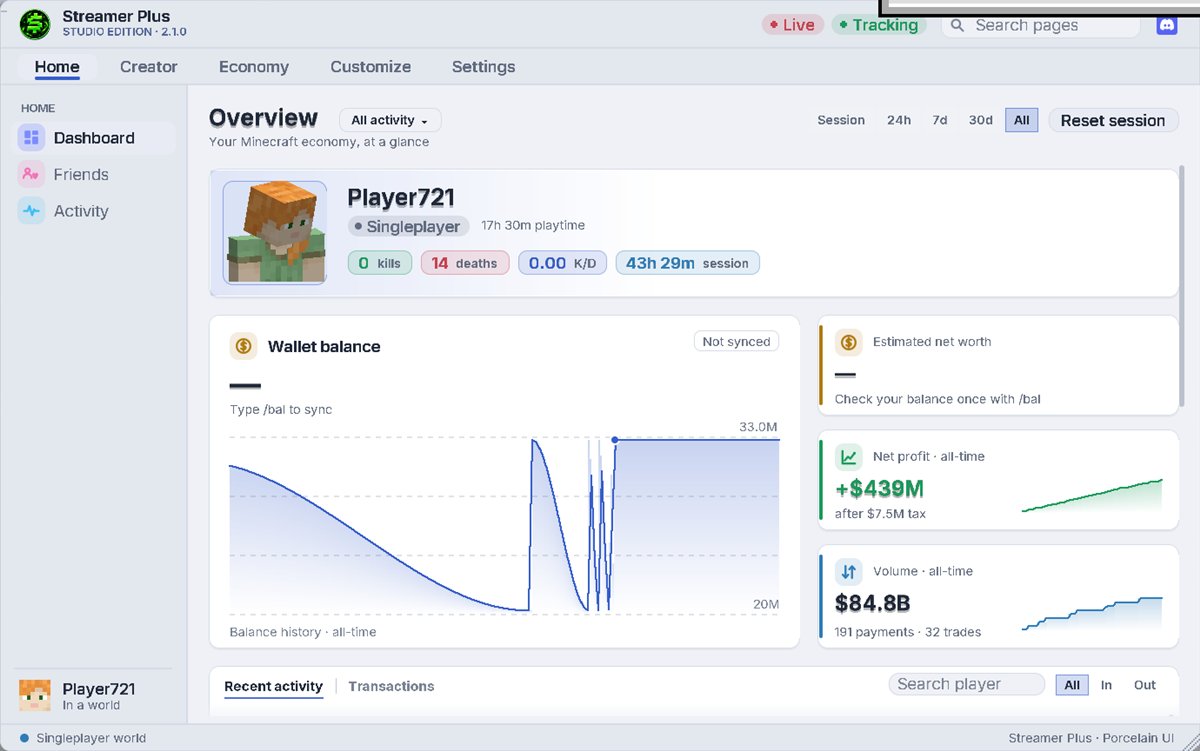 Streamer Plus
STUDIO EDITION · 2.1.0
Live
Tracking
Search pages
Home
Creator
Economy
Customize
Settings
HOME
Dashboard
Friends
Activity
Overview
All activity
Your Minecraft economy, at a glance
Session
24h
7d
30d
All
Reset session
Player721
Singleplayer
17h 30m playtime
0 kills
14 deaths
0.00 K/D
43h 29m session
Wallet balance
Not synced
—
Type /bal to sync
33.0M
20M
Balance history · all-time
Estimated net worth
—
Check your balance once with /bal
Net profit · all-time
+$439M
after $7.5M tax
Volume · all-time
$84.8B
191 payments · 32 trades
Recent activity
Transactions
Search player
All
In
Out
Player721
In a world
Singleplayer world
Streamer Plus · Porcelain UI